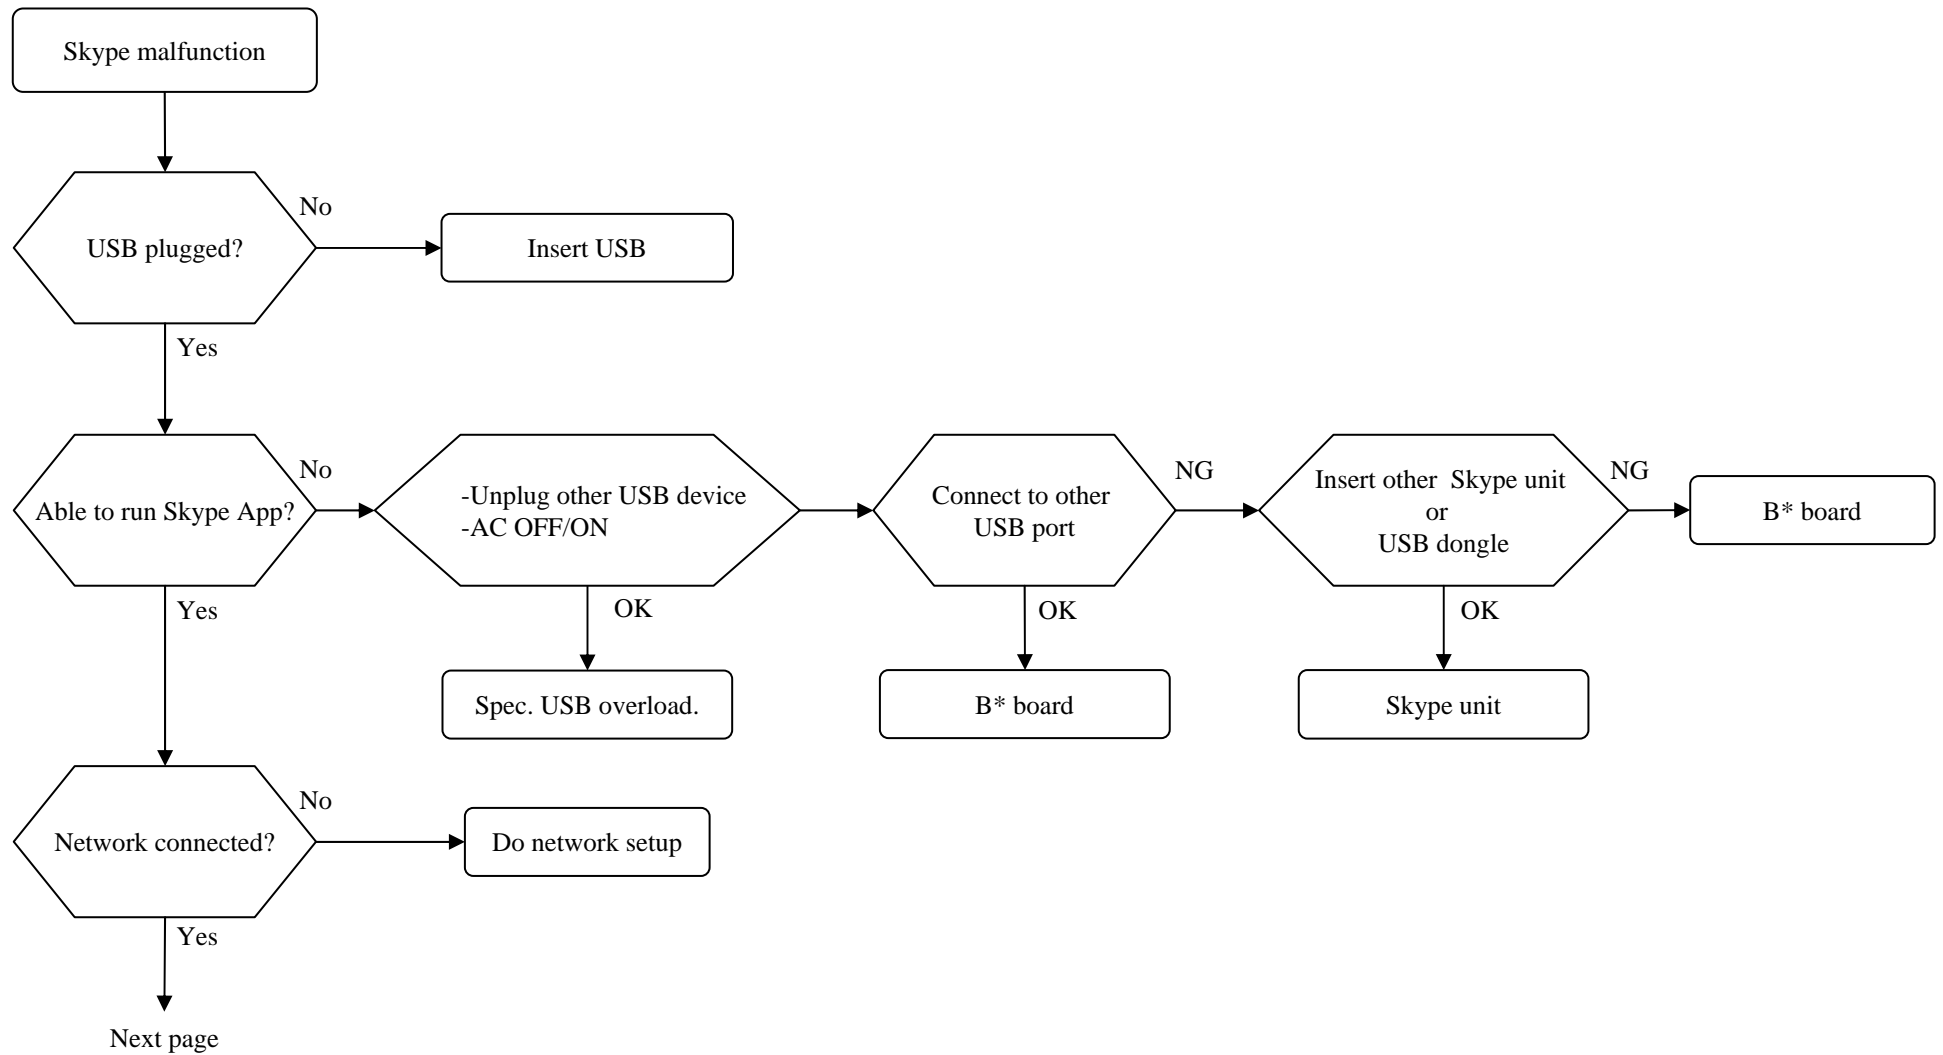 Skype malfunction
No
USB plugged?
Insert USB
Yes
No
Able to run Skype App?
-Unplug other USB device
-AC OFF/ON
Connect to other
USB port
NG
Insert other  Skype unit
or
USB dongle
NG
B* board
Yes
OK
OK
OK
Spec. USB overload.
B* board
Skype unit
No
Network connected?
Do network setup
Yes
Next page